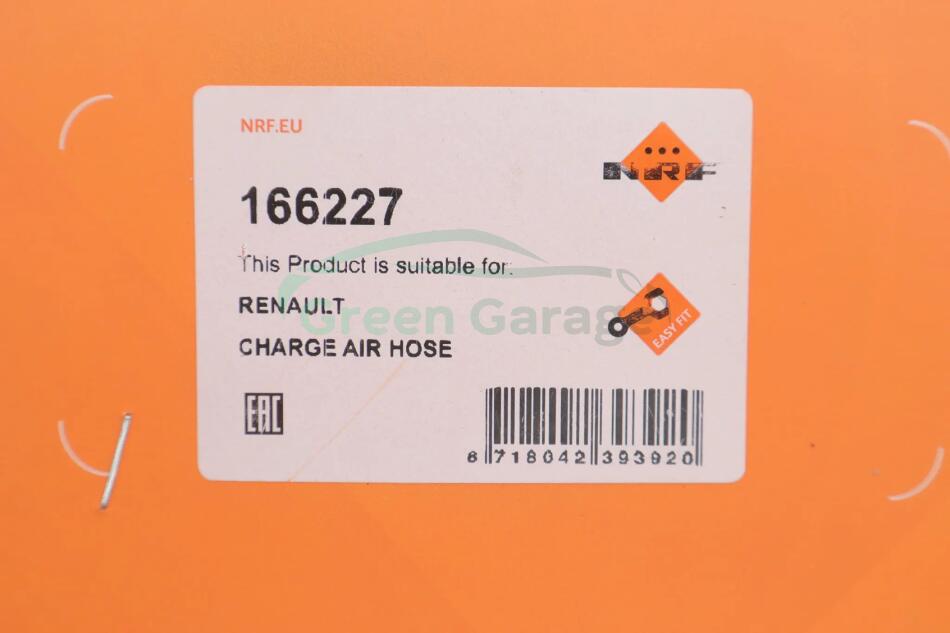 NRF.EU
NRF
166227
This Product is suitable for:
RENAULT
Green Garage
CHARGE AIR HOSE
EASY FIT
EAC
8 718042 393920